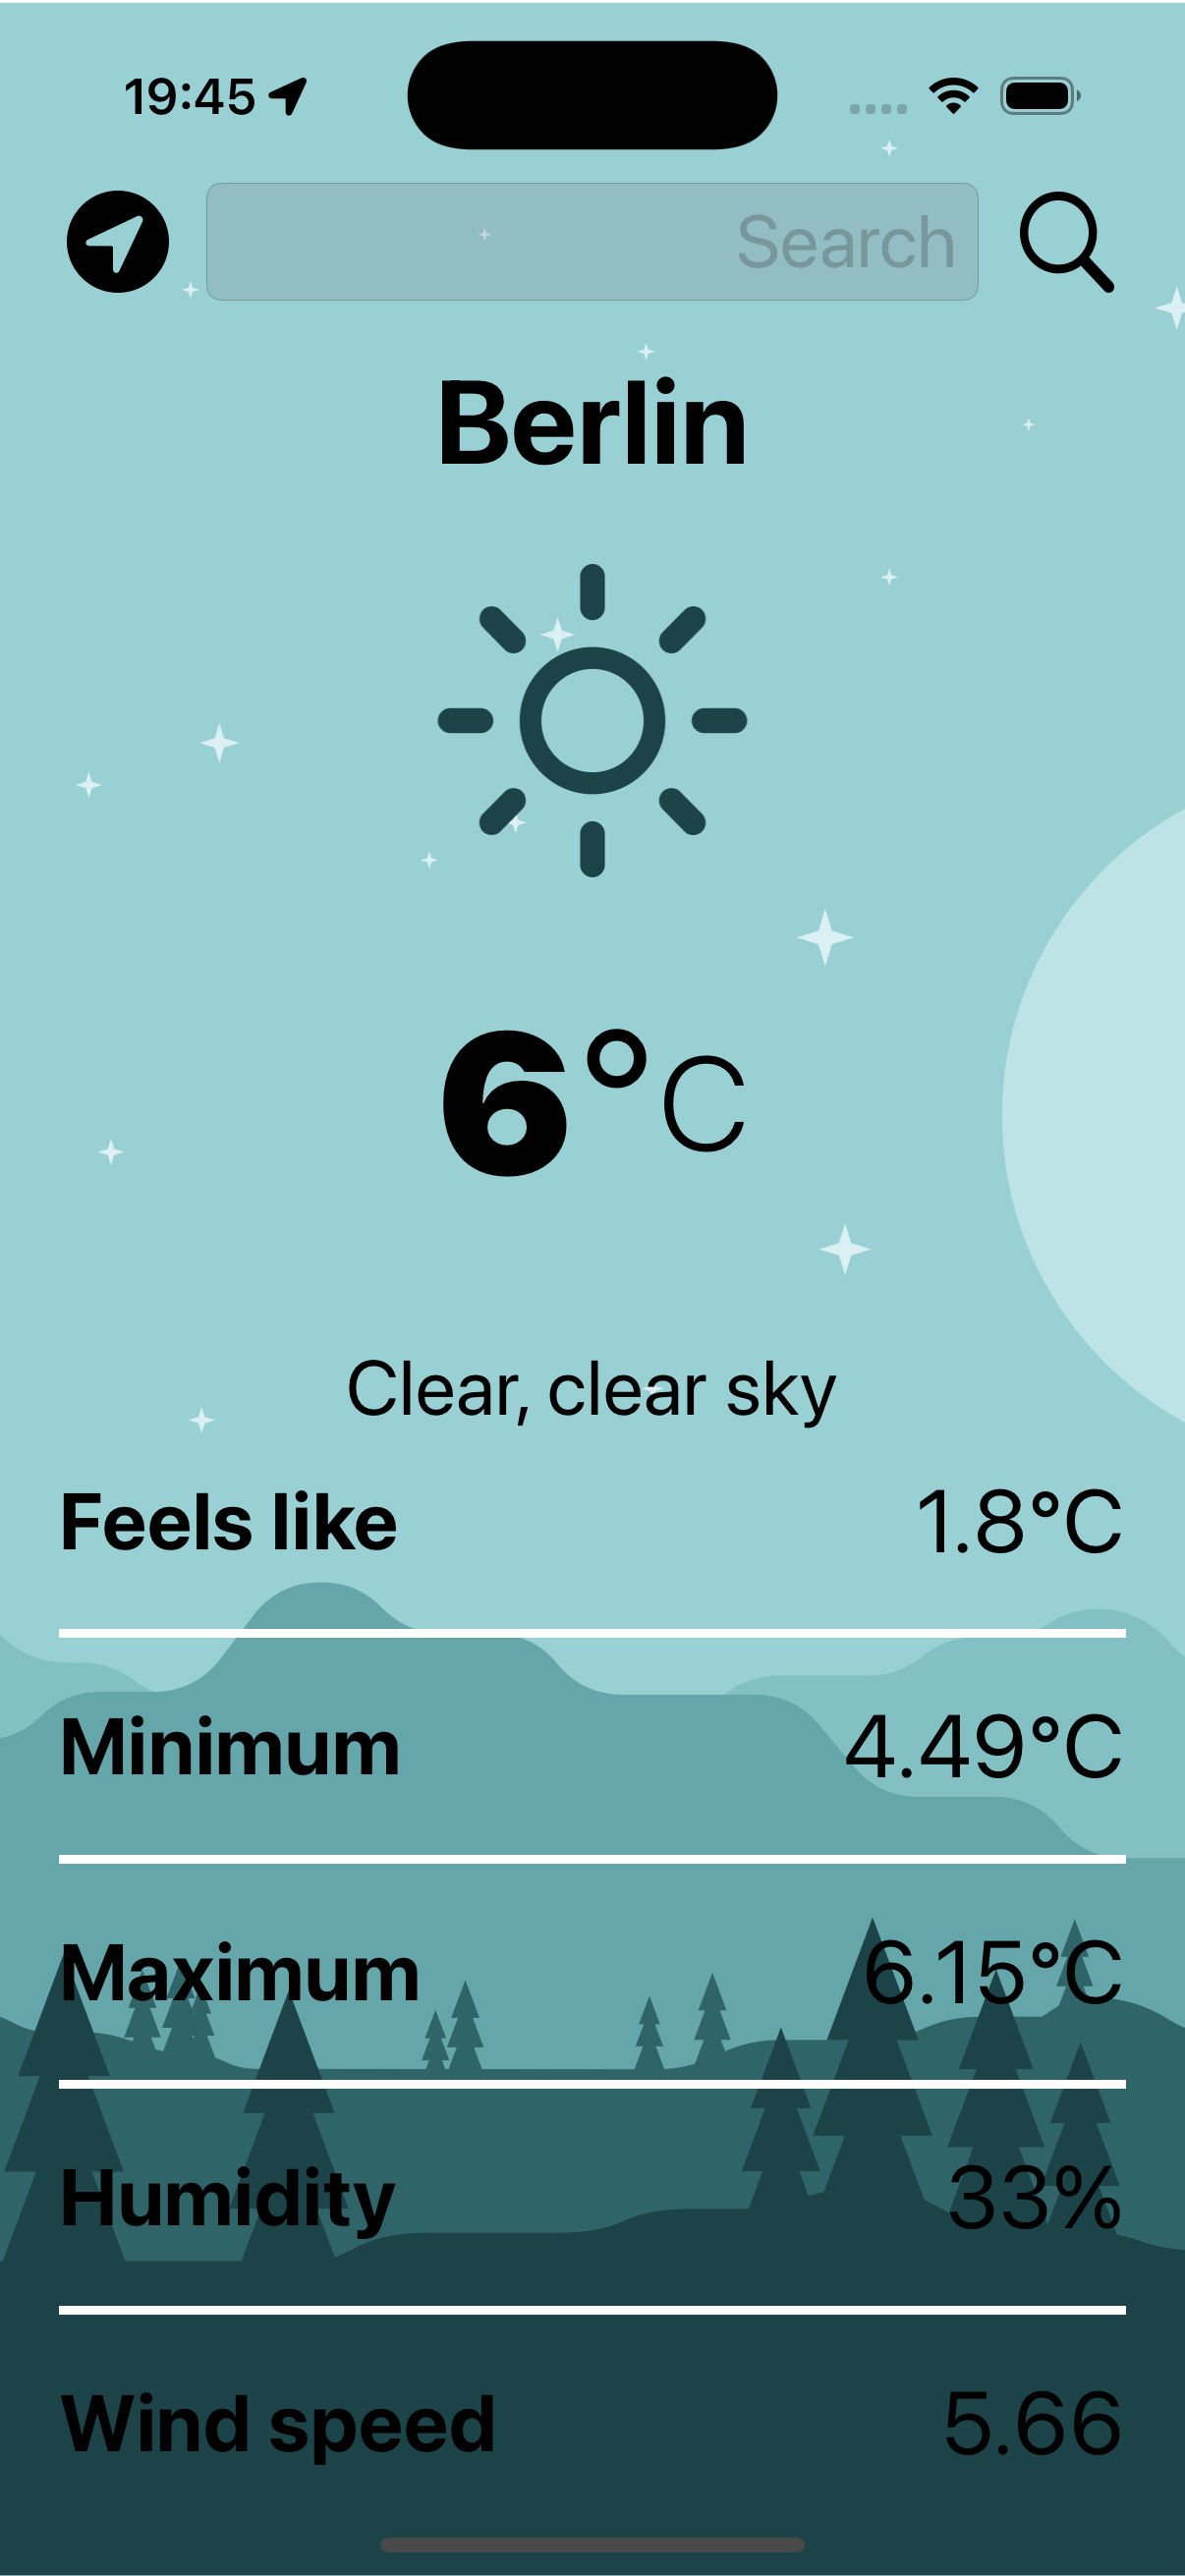 19:45
Search
Berlin
6°C
Clear, clear sky
Feels like 1.8°C
Minimum 4.49°C
Maximum 6.15°C
Humidity 33%
Wind speed 5.66